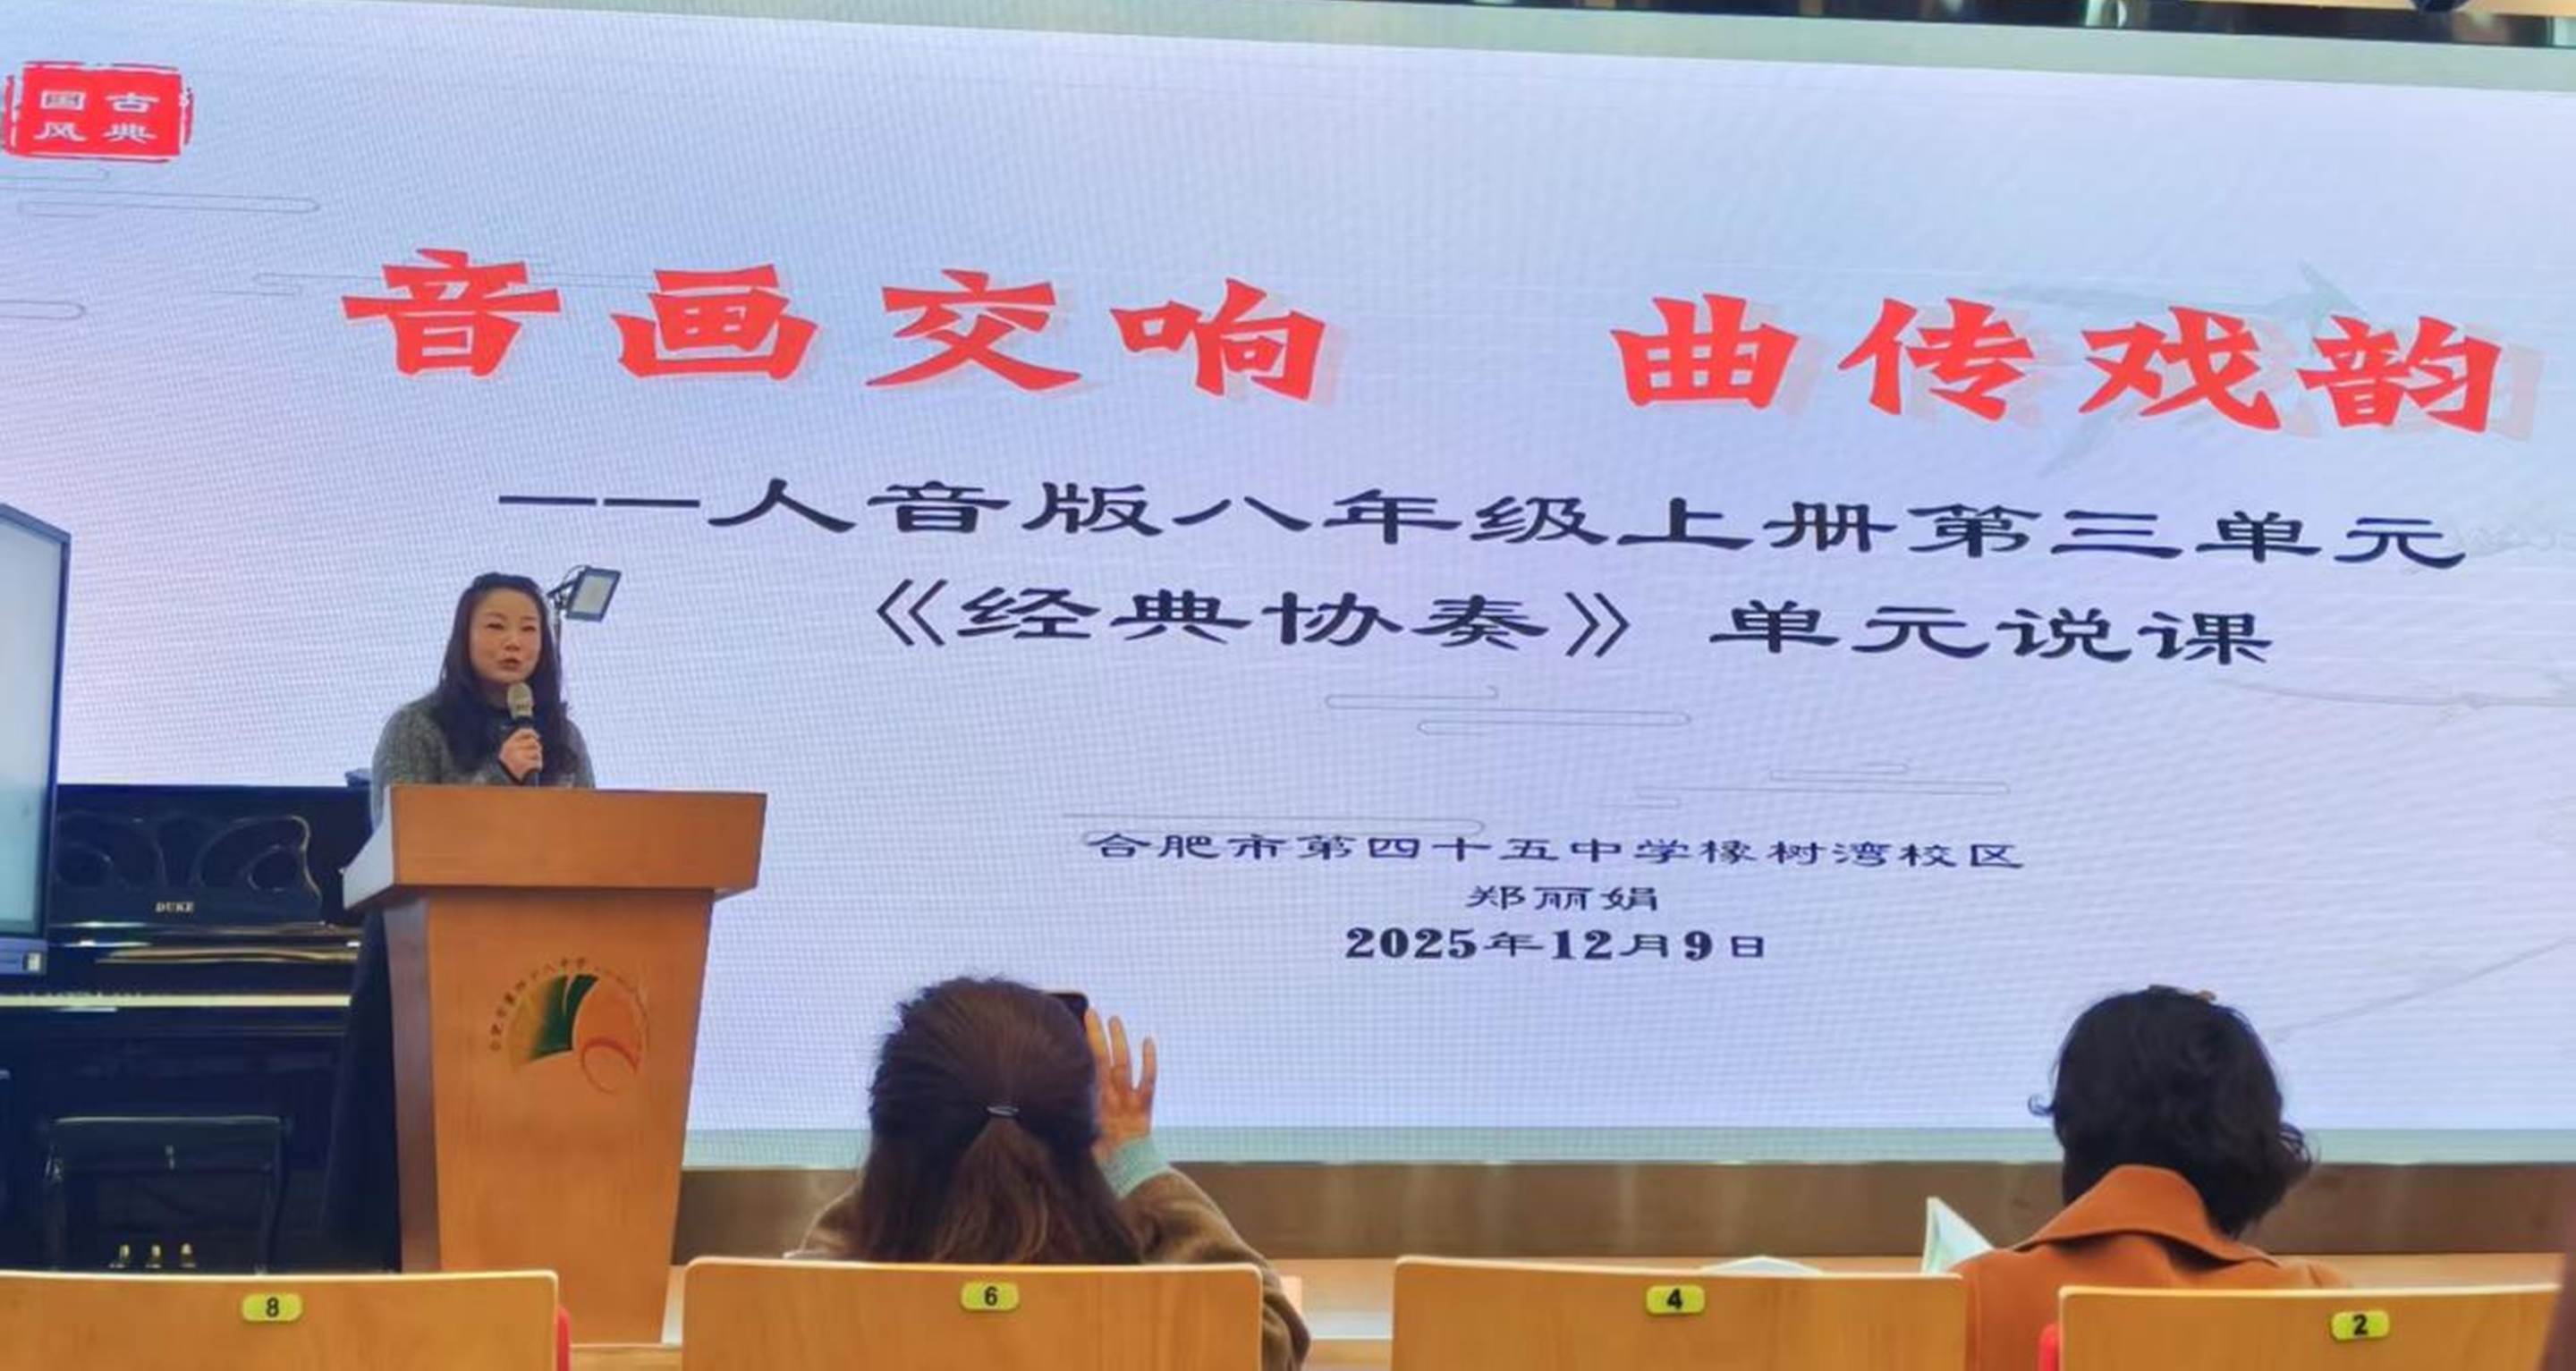 古典
国风
音画交响 曲传戏韵
——人音版八年级上册第三单元
《经典协奏》单元说课
合肥市第四十五中学橡树湾校区
郑丽娟
2025年12月9日
DUKE
8
6
4
2